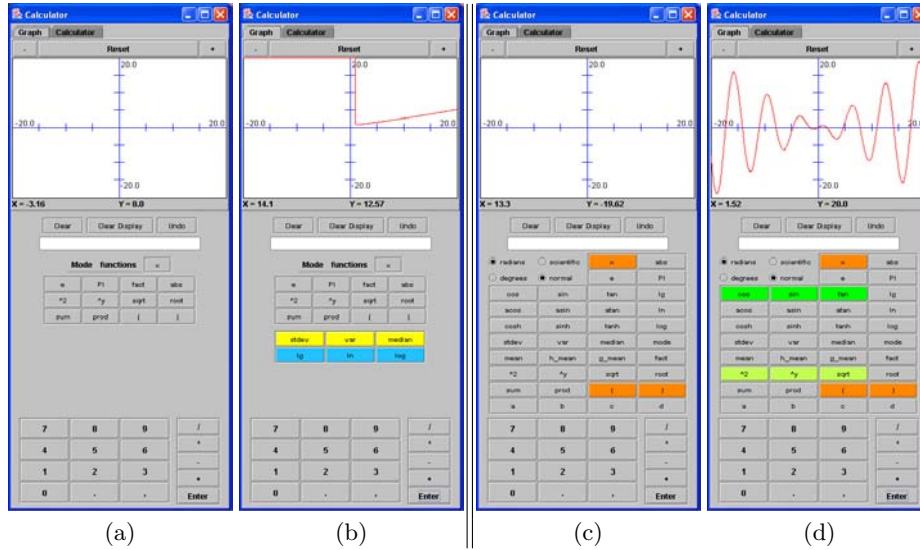 Calculator
Graph Calculator
- Reset +
20.0
-20.0 20.0
-20.0
X = -3.16 Y = 8.0
Clear Clear Display Undo
Mode functions =
e PI fact abs
^2 ^y sqrt root
sum prod ( )
7 8 9 /
4 5 6 *
1 2 3 -
0 . , +
Enter
(a)
Calculator
Graph Calculator
- Reset +
20.0
-20.0 20.0
-20.0
X = 14.1 Y = 12.57
Clear Clear Display Undo
Mode functions =
e PI fact abs
^2 ^y sqrt root
sum prod ( )
stdev var median
lg ln log
7 8 9 /
4 5 6 *
1 2 3 -
0 . ,
Enter
(b)
Calculator
Graph Calculator
- Reset +
20.0
-20.0 20.0
-20.0
X = 13.3 Y = -19.62
Clear Clear Display Undo
radians scientific = abs
degrees normal e PI
cos sin tan lg
acos asin atan ln
cosh sinh tanh log
stdev var median mode
mean h_mean g_mean fact
^2 ^y sqrt root
sum prod ( )
a b c d
7 8 9 /
4 5 6 *
1 2 3 -
0 . ,
Enter
(c)
Calculator
Graph Calculator
- Reset +
20.0
-20.0 20.0
-20.0
X = 1.52 Y = 20.0
Clear Clear Display Undo
radians scientific = abs
degrees normal e PI
cos sin tan lg
acos asin atan ln
cosh sinh tanh log
stdev var median mode
mean h_mean g_mean fact
^2 ^y sqrt root
sum prod ( )
a b c d
7 8 9 /
4 5 6 *
1 2 3 -
0 . ,
Enter
(d)